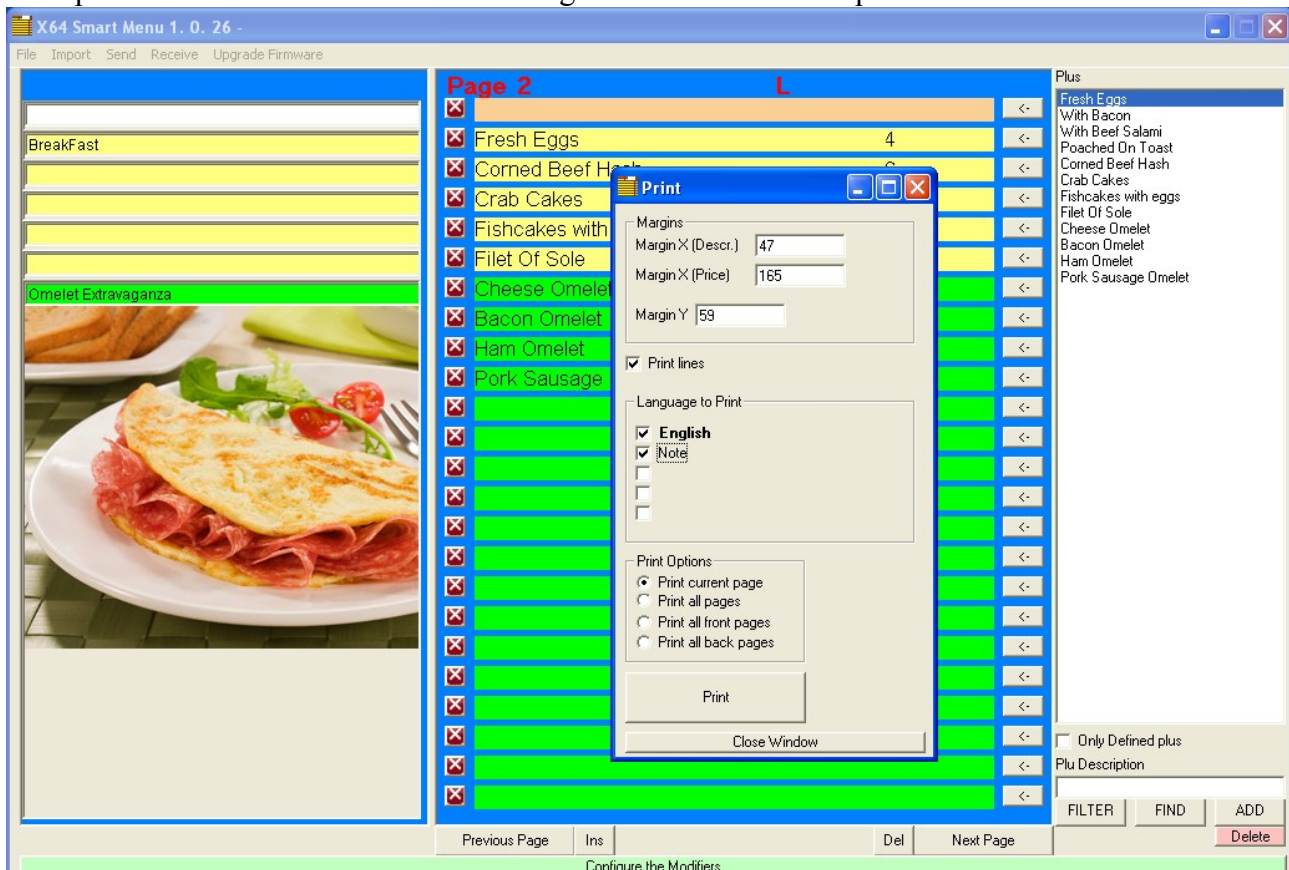 X64 Smart Menu 1. 0. 26 -
File Import Send Receive Upgrade Firmware
Page 2 L
BreakFast
Omelet Extravaganza
Fresh Eggs 4
Corned Beef
Crab Cakes
Fishcakes with
Filet Of Sole
Cheese Omelet
Bacon Omelet
Ham Omelet
Pork Sausage
Print
Margins
Margin X (Descr.) 47
Margin X (Price) 165
Margin Y 59
Print lines
Language to Print
English
Note
Print Options
Print current page
Print all pages
Print all front pages
Print all back pages
Print
Close Window
Plus
Fresh Eggs
With Bacon
With Beef Salami
Poached On Toast
Corned Beef Hash
Crab Cakes
Fishcakes with eggs
Filet Of Sole
Cheese Omelet
Bacon Omelet
Ham Omelet
Pork Sausage Omelet
Only Defined plus
Plu Description
FILTER FIND ADD
Delete
Previous Page Ins Del Next Page
Configure the Modifiers